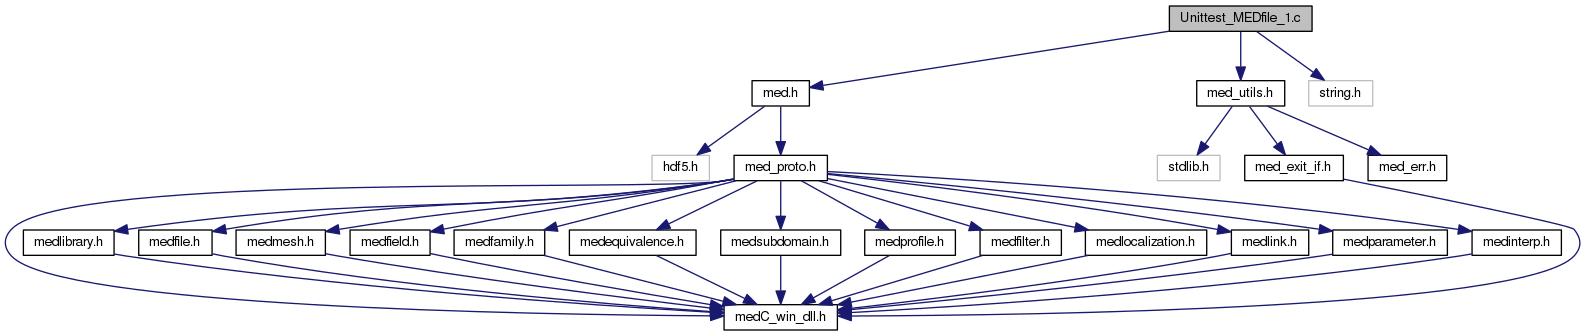 Unittest_MEDfile_1.c
med.h
med_utils.h
string.h
hdf5.h
med_proto.h
stdlib.h
med_exit_if.h
med_err.h
medlibrary.h
medfile.h
medmesh.h
medfield.h
medfamily.h
medequivalence.h
medsubdomain.h
medprofile.h
medfilter.h
medlocalization.h
medlink.h
medparameter.h
medinterp.h
medC_win_dll.h